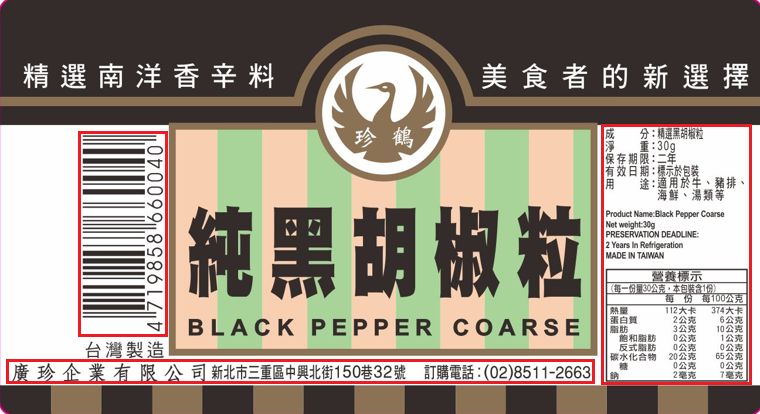 精選南洋香辛料
美食者的新選擇
珍鶴
4 719858 660040
台灣製造
純黑胡椒粒
BLACK PEPPER COARSE
成分:精選黑胡椒粒
淨重:30g
保存期限:二年
有效日期:標示於包裝
用途:適用於牛、豬排、
海鮮、湯類等
Product Name:Black Pepper Coarse
Net weight:30g
PRESERVATION DEADLINE:
2 Years In Refrigeration
MADE IN TAIWAN
營養標示
(每一份量30公克,本包裝含1份)
每份 每100公克
熱量 112大卡 374大卡
蛋白質 2公克 6公克
脂肪 3公克 10公克
飽和脂肪 0公克 1公克
反式脂肪 0公克 0公克
碳水化合物 20公克 65公克
糖 0公克 0公克
鈉 2毫克 7毫克
廣珍企業有限公司 新北市三重區中興北街150巷32號 訂購電話:(02)8511-2663